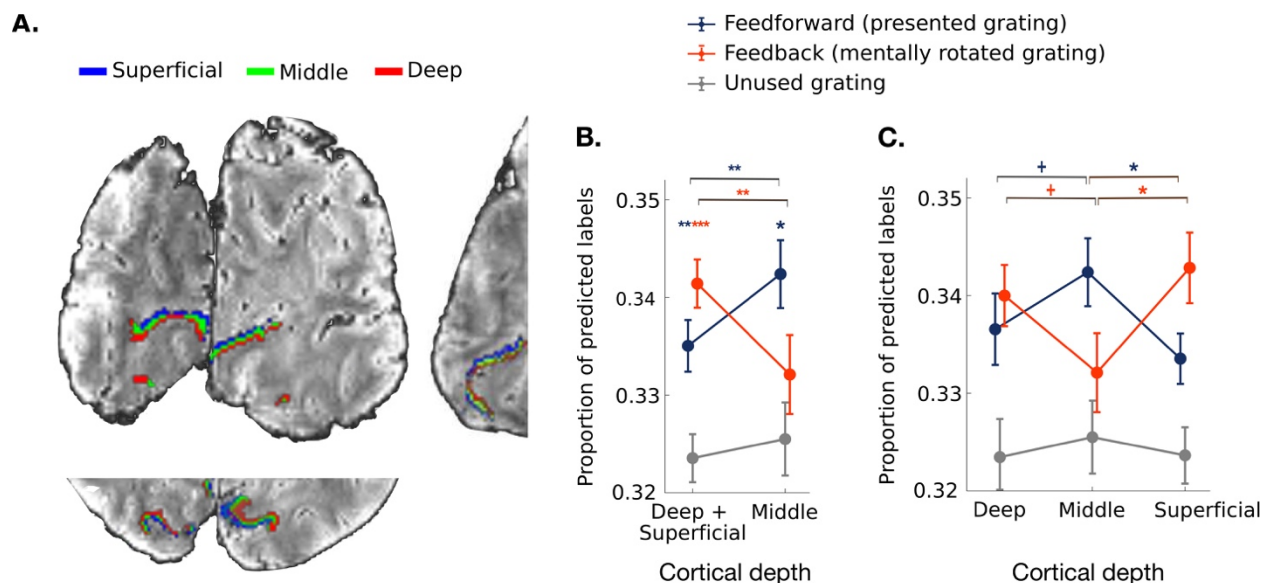 A.
Superficial Middle Deep
Feedforward (presented grating)
Feedback (mentally rotated grating)
Unused grating
B.
Proportion of predicted labels
** 
**
** *** *
0.35
0.34
0.33
0.32
Deep +
Superficial
Middle
Cortical depth
C.
Proportion of predicted labels
+ *
+ *
0.35
0.34
0.33
0.32
Deep Middle Superficial
Cortical depth